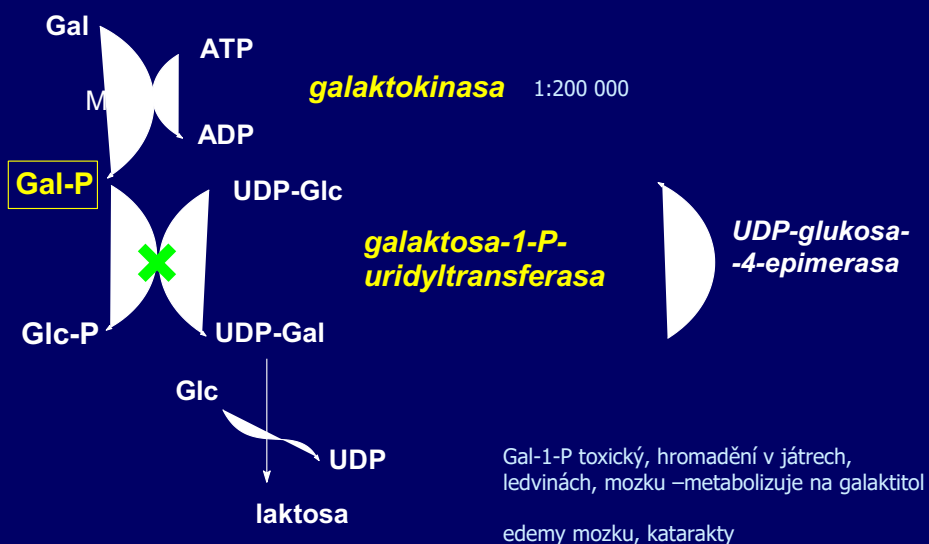 Gal
ATP
galaktokinasa 1:200 000
M
ADP
Gal-P
UDP-Glc
galaktosa-1-P-
uridyltransferasa
UDP-glukosa-
-4-epimerasa
Glc-P
UDP-Gal
Glc
UDP
laktosa
Gal-1-P toxický, hromadění v játrech,
ledvinách, mozku –metabolizuje na galaktitol
edemy mozku, katarakty